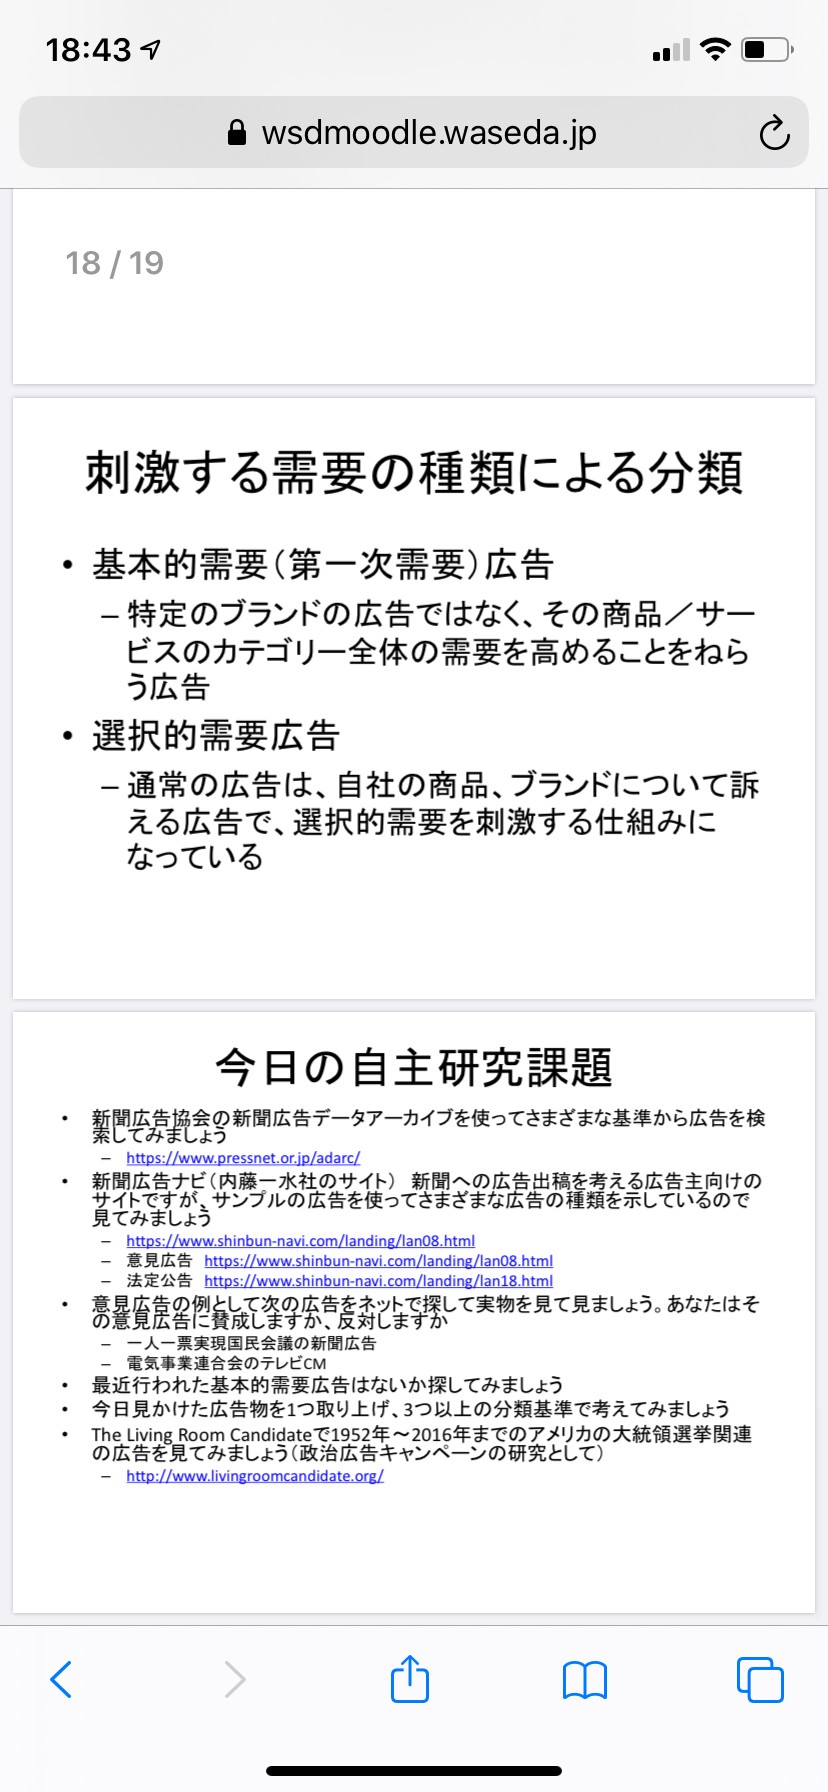 18:43
wsdmoodle.waseda.jp
18 / 19
刺激する需要の種類による分類
• 基本的需要(第一次需要)広告
– 特定のブランドの広告ではなく、その商品/サー
ビスのカテゴリー全体の需要を高めることをねら
う広告
• 選択的需要広告
– 通常の広告は、自社の商品、ブランドについて訴
える広告で、選択的需要を刺激する仕組みに
なっている
今日の自主研究課題
• 新聞広告協会の新聞広告データアーカイブを使ってさまざまな基準から広告を検
索してみましょう
– https://www.pressnet.or.jp/adarc/
• 新聞広告ナビ(内藤一水社のサイト) 新聞への広告出稿を考える広告主向けの
サイトですが、サンプルの広告を使ってさまざまな広告の種類を示しているので
見てみましょう
– https://www.shinbun-navi.com/landing/lan08.html
– 意見広告 https://www.shinbun-navi.com/landing/lan08.html
– 法定公告 https://www.shinbun-navi.com/landing/lan18.html
• 意見広告の例として次の広告をネットで探して実物を見て見ましょう。あなたはそ
の意見広告に賛成しますか、反対しますか
– 一人一票実現国民会議の新聞広告
– 電気事業連合会のテレビCM
• 最近行われた基本的需要広告はないか探してみましょう
• 今日見かけた広告物を1つ取り上げ、3つ以上の分類基準で考えてみましょう
• The Living Room Candidateで1952年~2016年までのアメリカの大統領選挙関連
の広告を見てみましょう(政治広告キャンペーンの研究として)
– http://www.livingroomcandidate.org/